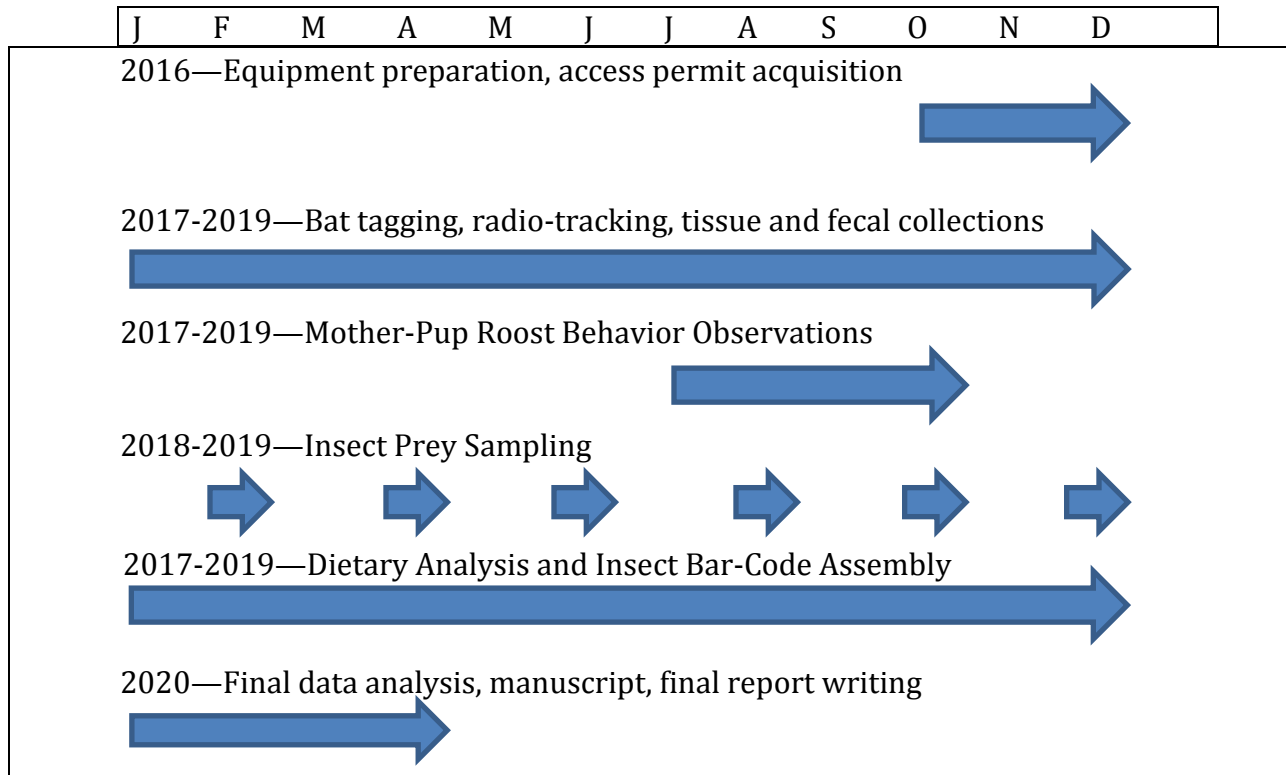 J F M A M J J A S O N D
2016—Equipment preparation, access permit acquisition
2017-2019—Bat tagging, radio-tracking, tissue and fecal collections
2017-2019—Mother-Pup Roost Behavior Observations
2018-2019—Insect Prey Sampling
2017-2019—Dietary Analysis and Insect Bar-Code Assembly
2020—Final data analysis, manuscript, final report writing